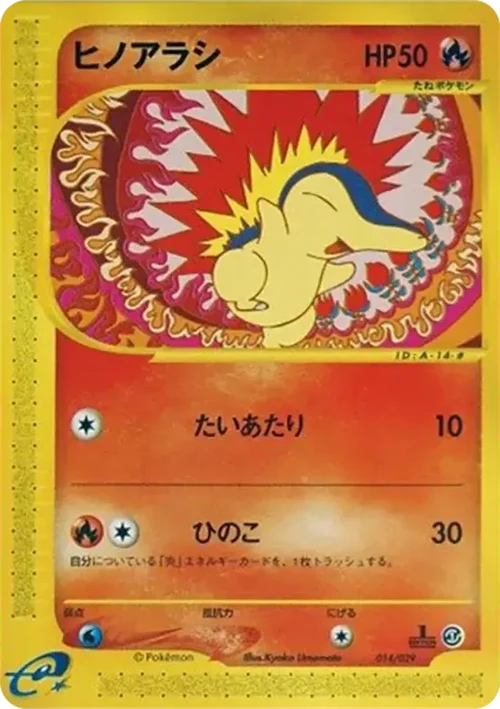 ヒノアラシ HP50
たねポケモン
ID:A-14-#
たいあたり 10
ひのこ 30
自分についている「炎」エネルギーカードを、1枚トラッシュする。
弱点 抵抗力 にげる
© Pokémon Illus. Kyoko Umemoto 014/029
1 EDITION
e